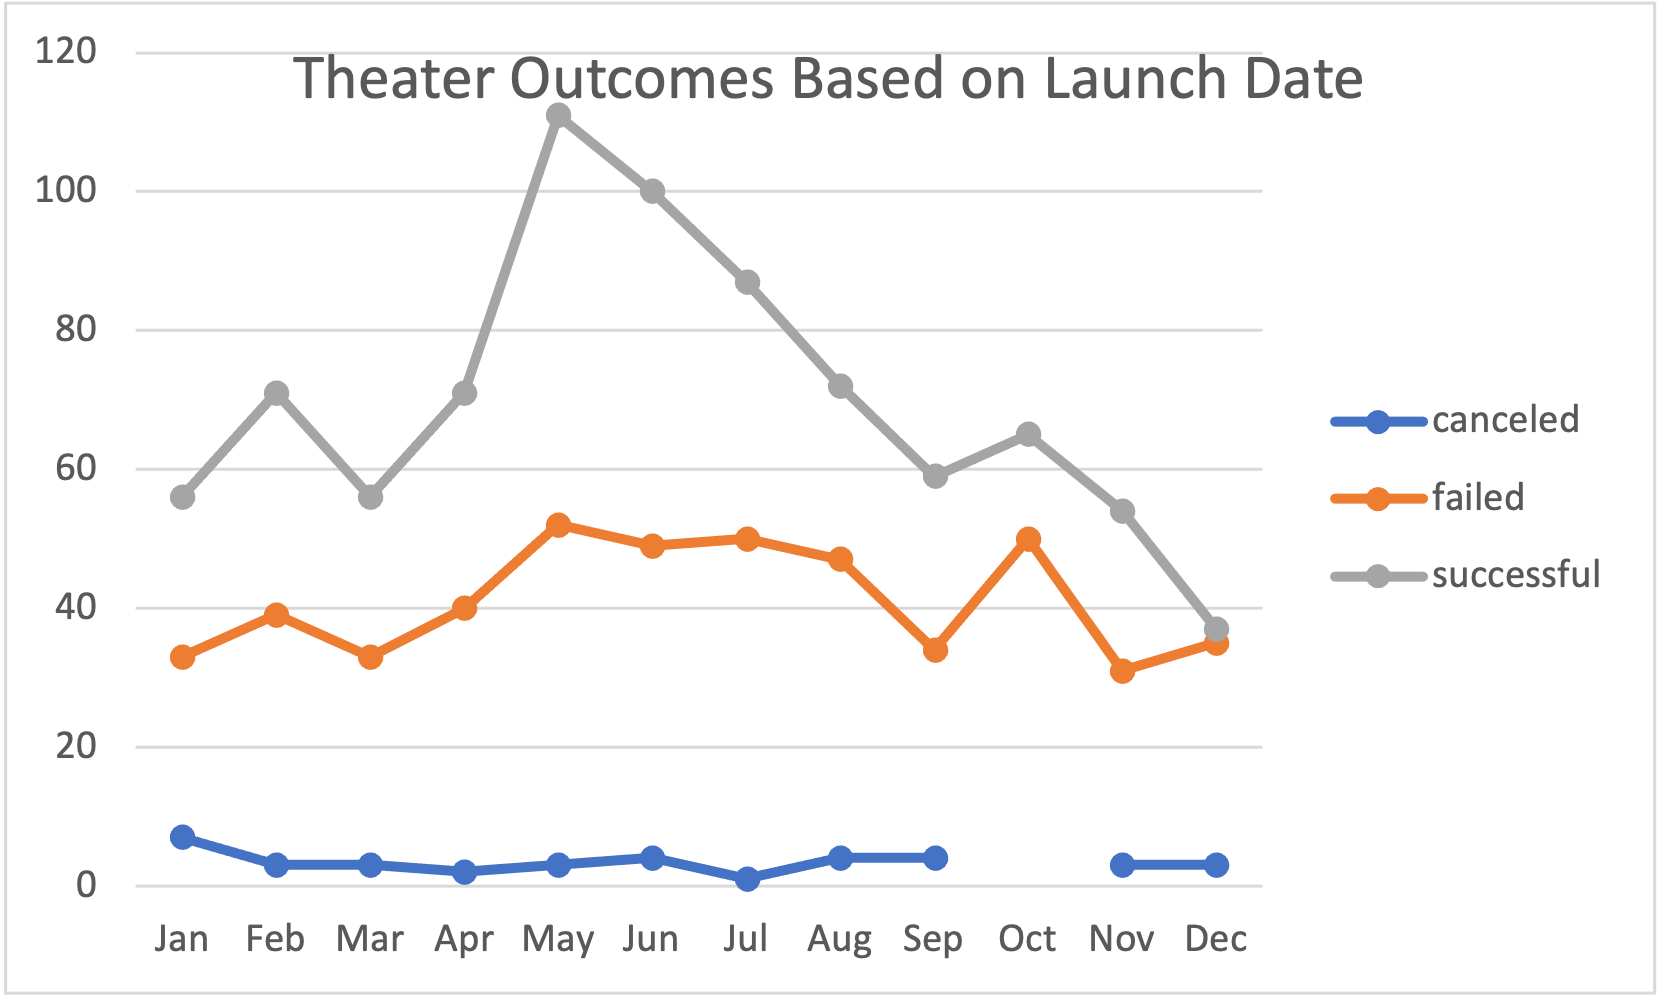 Theater Outcomes Based on Launch Date
120
100
80
60
40
20
0
Jan Feb Mar Apr May Jun Jul Aug Sep Oct Nov Dec
canceled
failed
successful